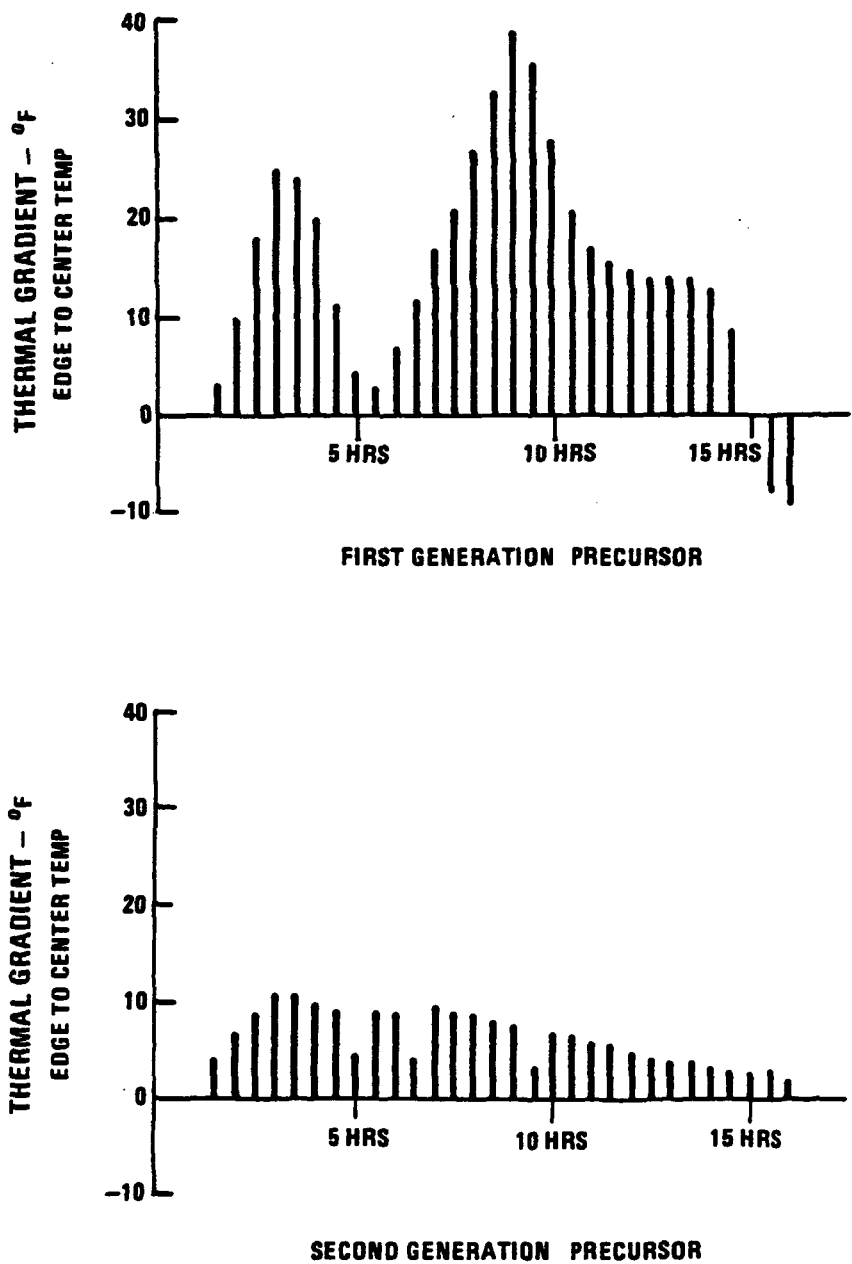 THERMAL GRADIENT – ºF
EDGE TO CENTER TEMP
40
30
20
10
0
–10
5 HRS
10 HRS
15 HRS
FIRST GENERATION PRECURSOR
THERMAL GRADIENT – ºF
EDGE TO CENTER TEMP
40
30
20
10
0
–10
5 HRS
10 HRS
15 HRS
SECOND GENERATION PRECURSOR